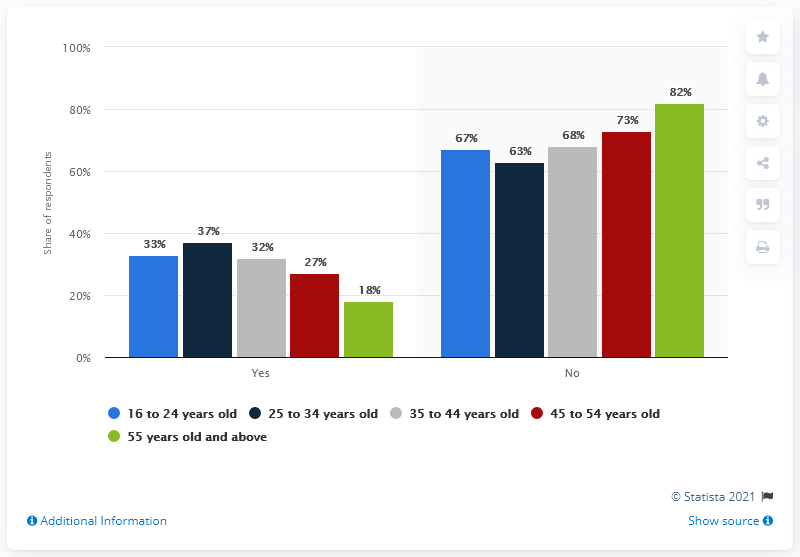 100%
80%
60%
40%
20%
0%
Share of respondents
33%
37%
32%
27%
18%
67%
63%
68%
73%
82%
Yes
No
16 to 24 years old
25 to 34 years old
35 to 44 years old
45 to 54 years old
55 years old and above
© Statista 2021
Additional Information
Show source